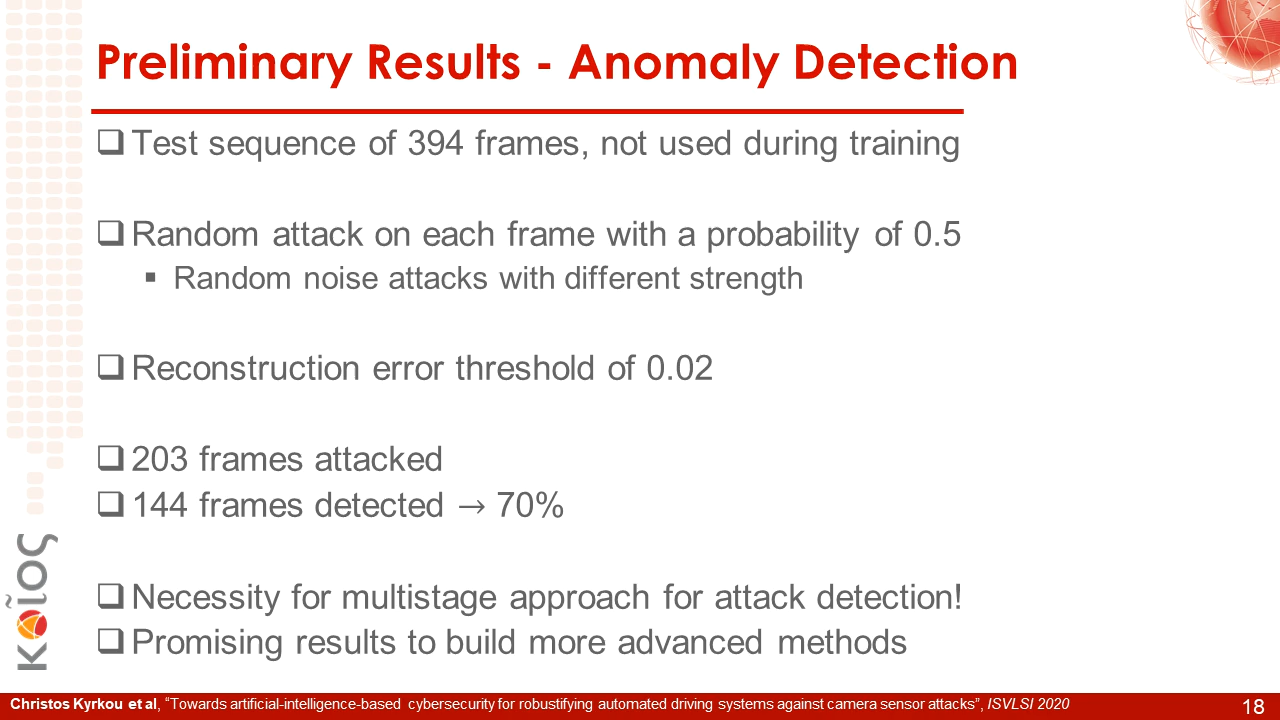 Preliminary Results - Anomaly Detection
❑ Test sequence of 394 frames, not used during training
❑ Random attack on each frame with a probability of 0.5
▪ Random noise attacks with different strength
❑ Reconstruction error threshold of 0.02
❑ 203 frames attacked
❑ 144 frames detected → 70%
❑ Necessity for multistage approach for attack detection!
❑ Promising results to build more advanced methods
κοῖος
Christos Kyrkou et al, “Towards artificial-intelligence-based cybersecurity for robustifying automated driving systems against camera sensor attacks”, ISVLSI 2020
18